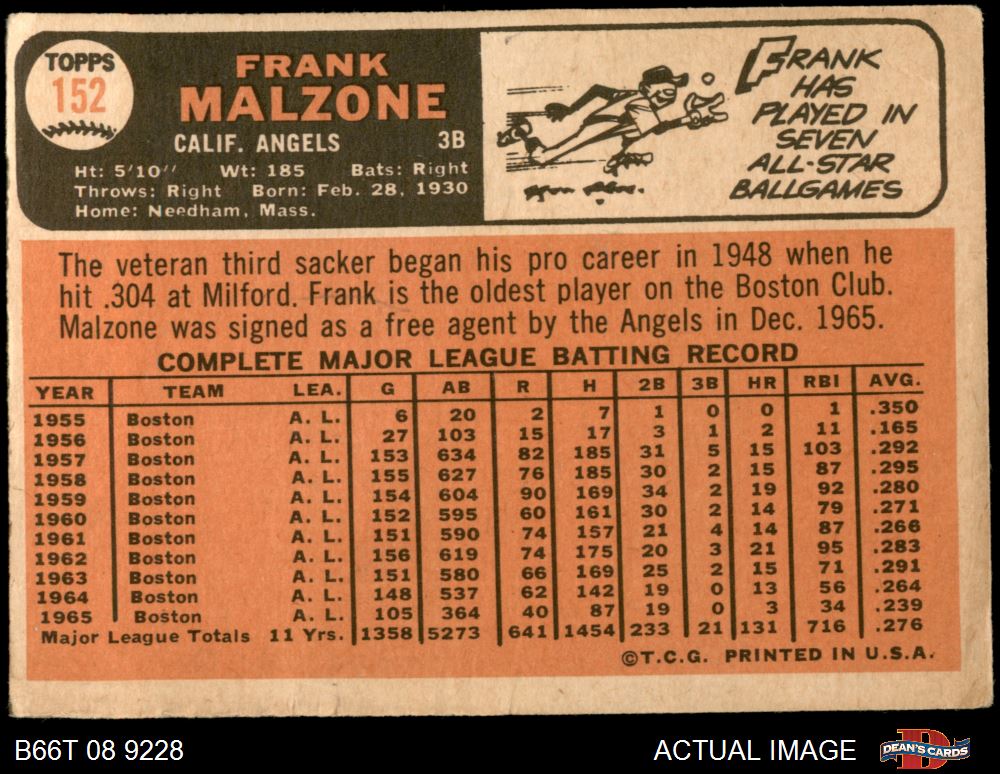 TOPPS
152
FRANK
MALZONE
CALIF. ANGELS 3B
Ht: 5'10" Wt: 185 Bats: Right
Throws: Right Born: Feb. 28, 1930
Home: Needham, Mass.
FRANK
HAS
PLAYED IN
SEVEN
ALL-STAR
BALLGAMES
The veteran third sacker began his pro career in 1948 when he
hit .304 at Milford. Frank is the oldest player on the Boston Club.
Malzone was signed as a free agent by the Angels in Dec. 1965.
COMPLETE MAJOR LEAGUE BATTING RECORD
YEAR TEAM LEA. G AB R H 2B 3B HR RBI AVG.
1955 Boston A. L. 6 20 2 7 1 0 0 1 .350
1956 Boston A. L. 27 103 15 17 3 1 2 11 .165
1957 Boston A. L. 153 634 82 185 31 5 15 103 .292
1958 Boston A. L. 155 627 76 185 30 2 15 87 .295
1959 Boston A. L. 154 604 90 169 34 2 19 92 .280
1960 Boston A. L. 152 595 60 161 30 2 14 79 .271
1961 Boston A. L. 151 590 74 157 21 4 14 87 .266
1962 Boston A. L. 156 619 74 175 20 3 21 95 .283
1963 Boston A. L. 151 580 66 169 25 2 15 71 .291
1964 Boston A. L. 148 537 62 142 19 0 13 56 .264
1965 Boston A. L. 105 364 40 87 19 0 3 34 .239
Major League Totals 11 Yrs. 1358 5273 641 1454 233 21 131 716 .276
©T.C.G. PRINTED IN U.S.A.
B66T 08 9228
ACTUAL IMAGE
DEAN'S CARDS